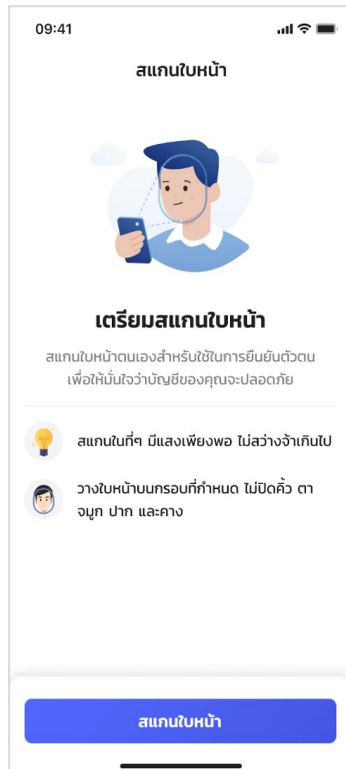 09:41
สแกนใบหน้า
เตรียมสแกนใบหน้า
สแกนใบหน้าตนเองสำหรับใช้ในการยืนยันตัวตน
เพื่อให้มั่นใจว่าบัญชีของคุณจะปลอดภัย
สแกนในที่ๆ มีแสงเพียงพอ ไม่สว่างจ้าเกินไป
วางใบหน้าบนกรอบที่กำหนด ไม่ปิดคิ้ว ตา
จมูก ปาก และคาง
สแกนใบหน้า